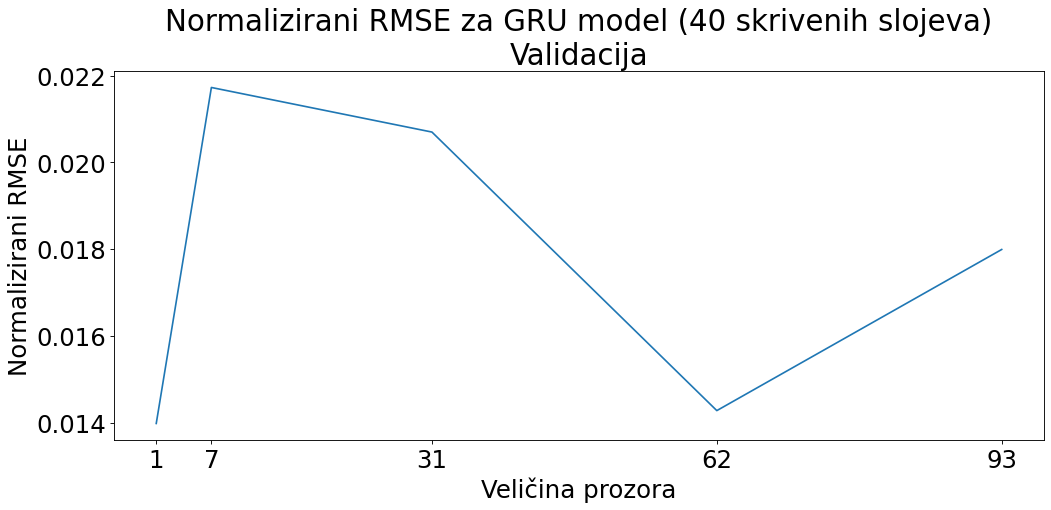 Normalizirani RMSE za GRU model (40 skrivenih slojeva)
Validacija
Normalizirani RMSE
0.022
0.020
0.018
0.016
0.014
1 7 31 62 93
Veličina prozora